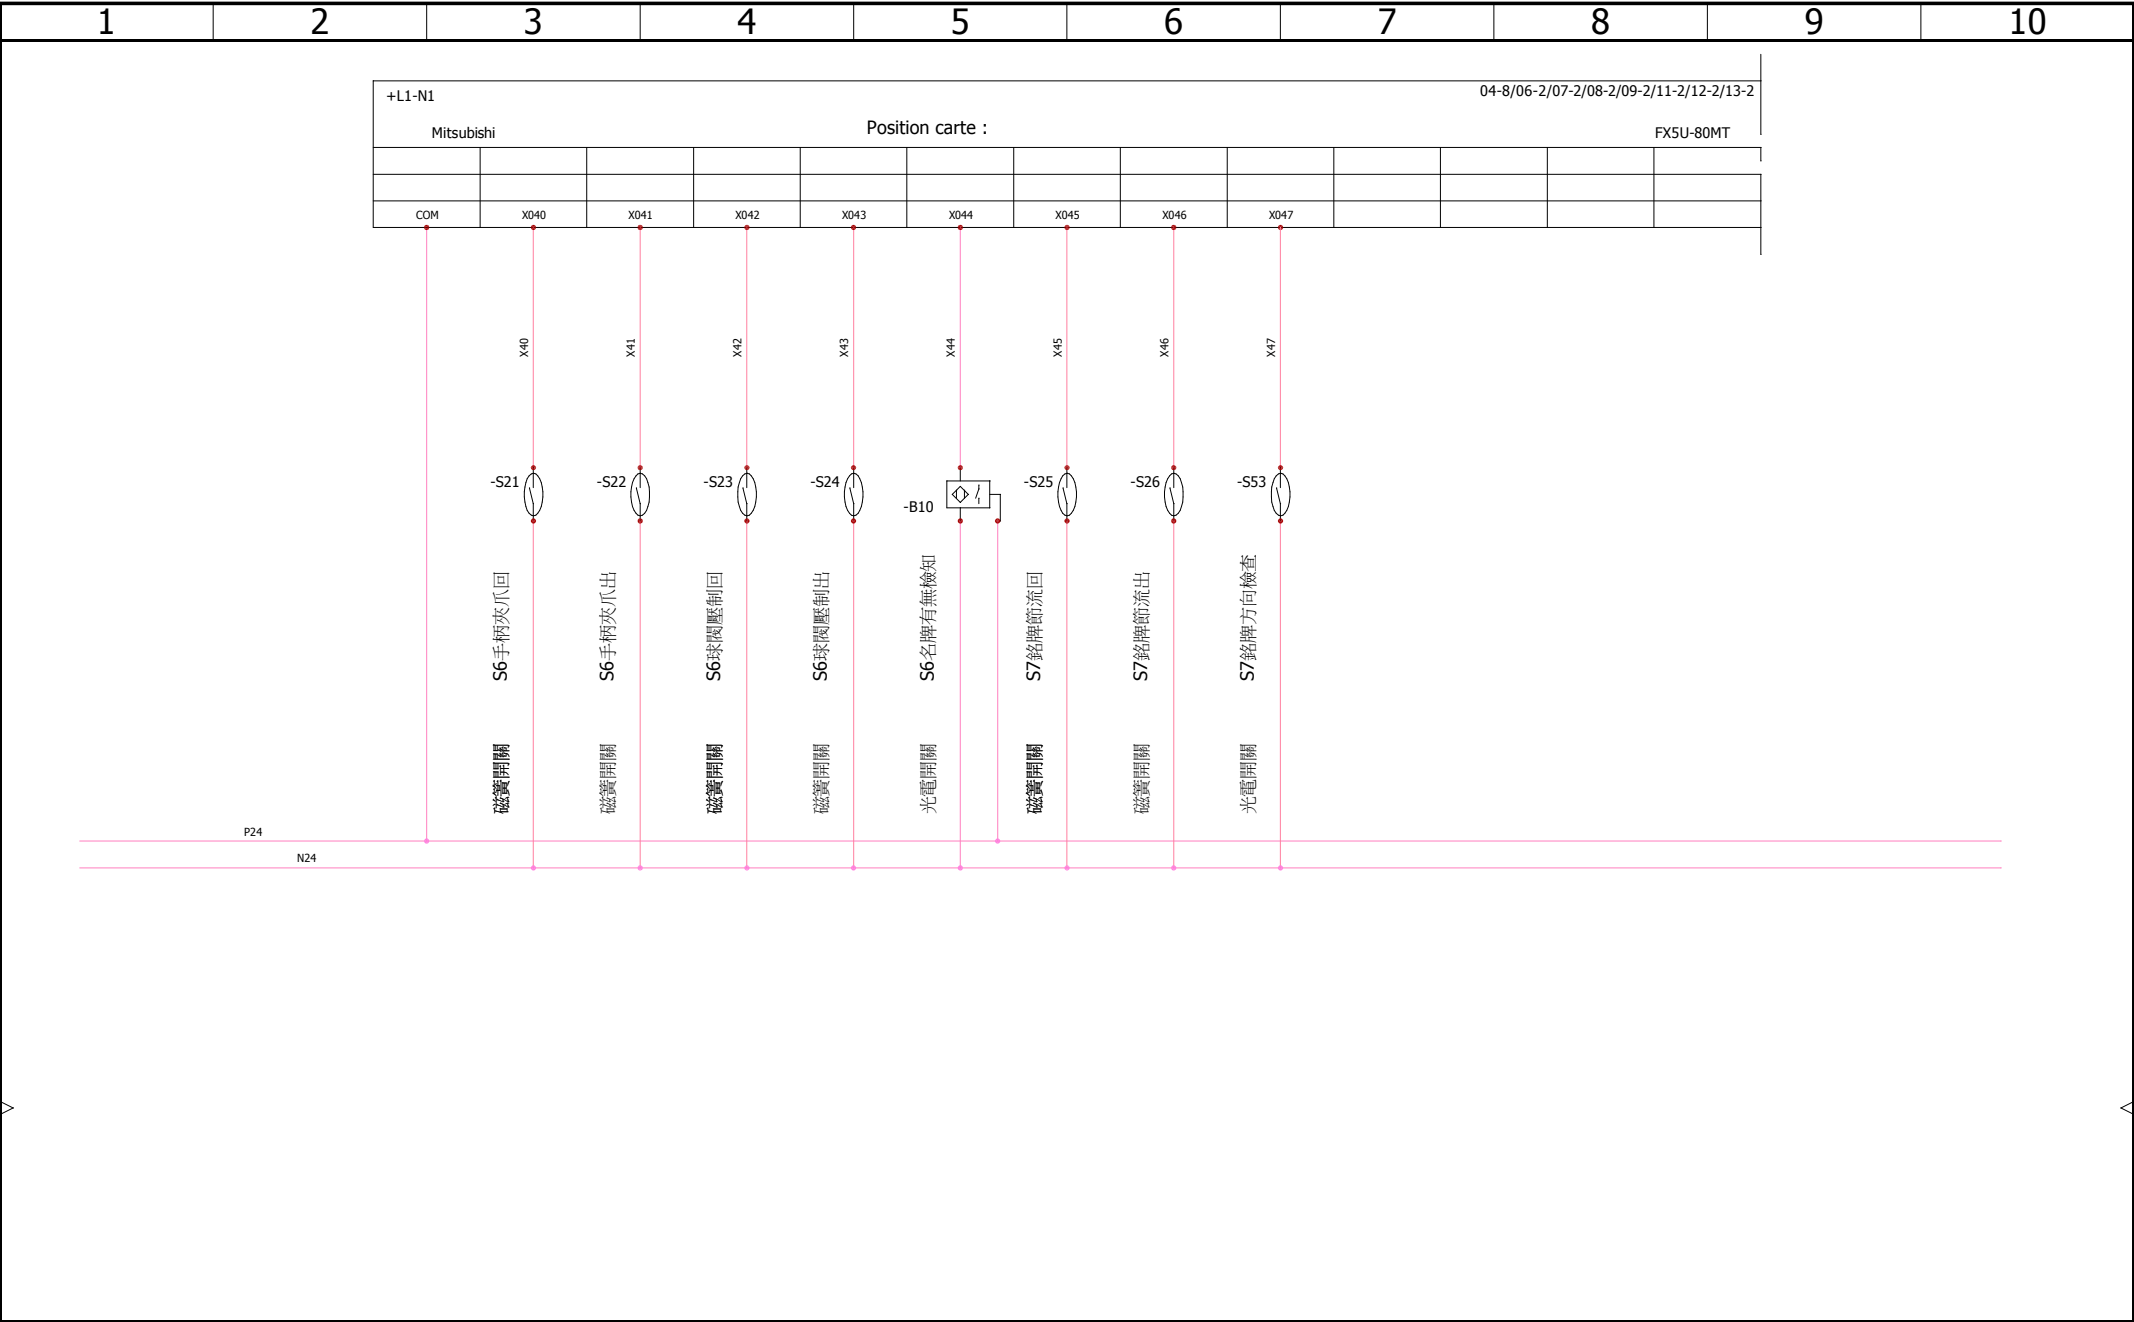 1 2 3 4 5 6 7 8 9 10
+L1-N1 04-8/06-2/07-2/08-2/09-2/11-2/12-2/13-2
Mitsubishi Position carte : FX5U-80MT
COM X040 X041 X042 X043 X044 X045 X046 X047
X40 X41 X42 X43 X44 X45 X46 X47
-S21 -S22 -S23 -S24 -B10 -S25 -S26 -S53
S6手柄夾爪回
S6手柄夾爪出
S6球閥壓制回
S6球閥壓制出
S6名牌有無檢知
S7銘牌節流回
S7銘牌節流出
S7銘牌方向檢查
磁簧開關
磁簧開關
磁簧開關
磁簧開關
光電開關
磁簧開關
磁簧開關
光電開關
P24
N24